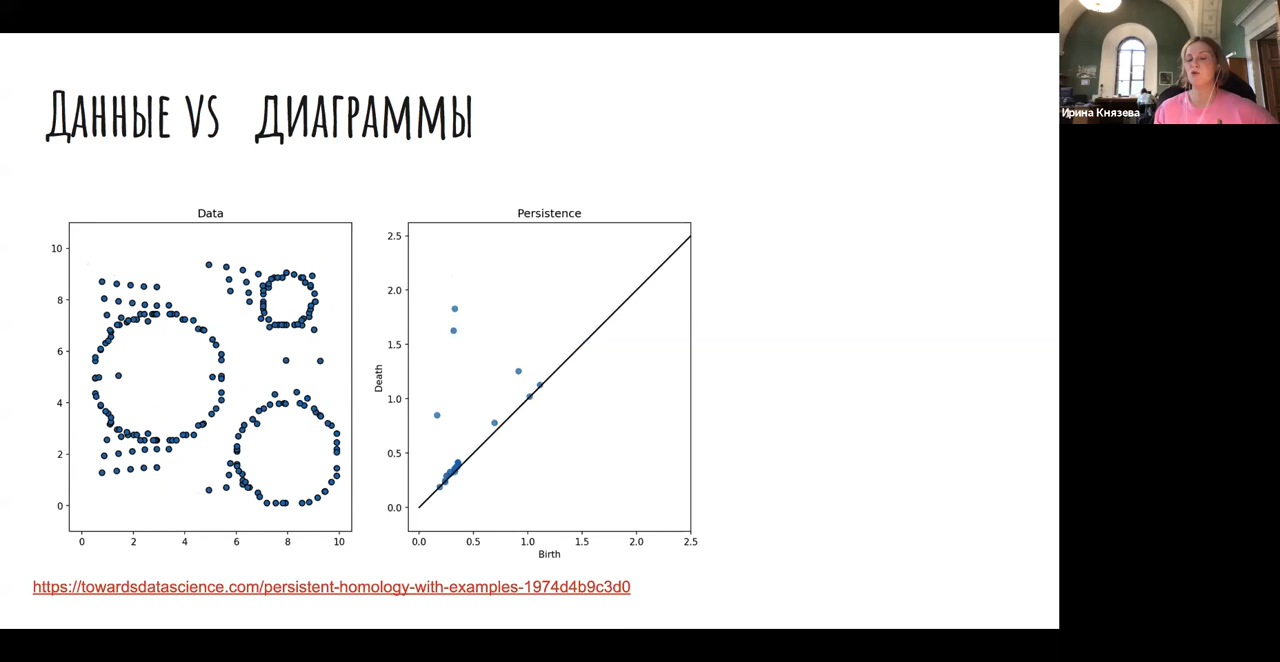 Данные vs диаграммы
Ирина Князева
Data
10
8
6
4
2
0
0 2 4 6 8 10
Persistence
2.5
2.0
1.5
1.0
0.5
0.0
Death
0.0 0.5 1.0 1.5 2.0 2.5
Birth
https://towardsdatascience.com/persistent-homology-with-examples-1974d4b9c3d0